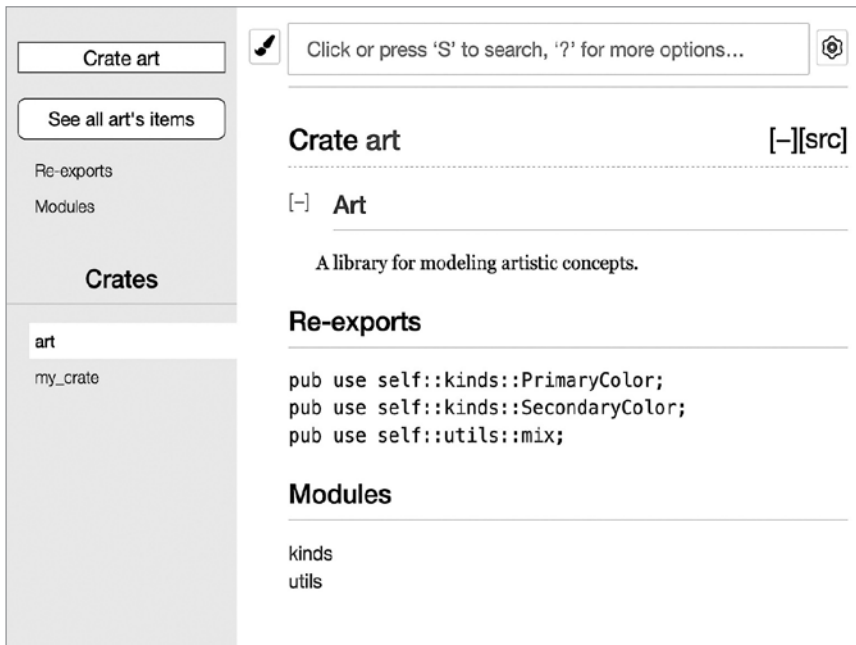 Crate art
See all art's items
Re-exports
Modules
Crates
art
my_crate
Click or press ‘S’ to search, ‘?’ for more options…
Crate art [−][src]
[−] Art
A library for modeling artistic concepts.
Re-exports
pub use self::kinds::PrimaryColor;
pub use self::kinds::SecondaryColor;
pub use self::utils::mix;
Modules
kinds
utils